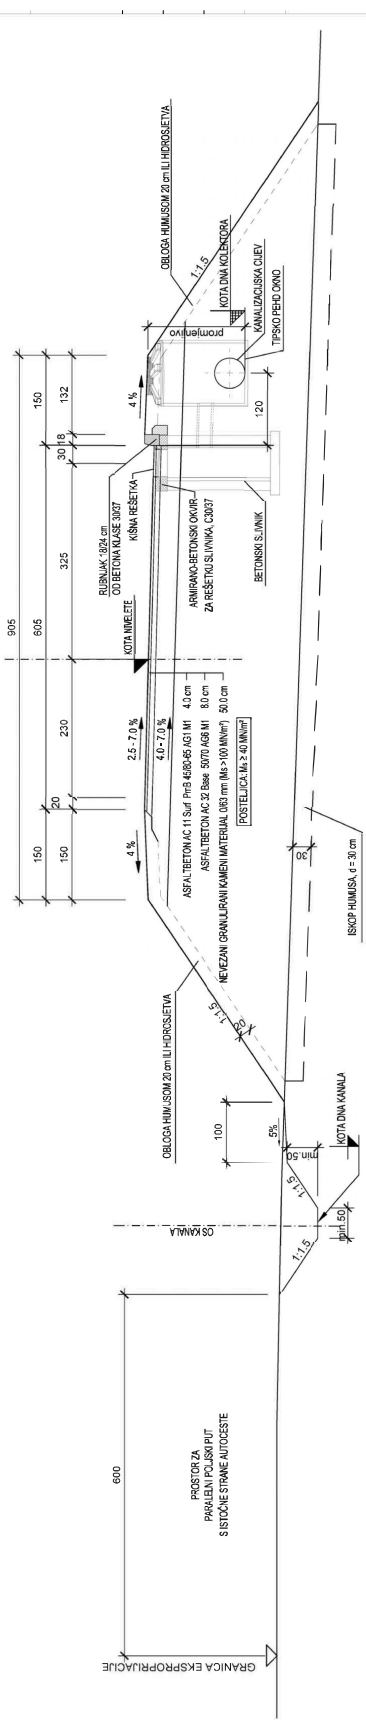 905
150
605
150
150
20
230
325
30
18
132
4 %
2.5 - 7.0 %
4.0 - 7.0 %
4 %
KOTA NIVELETE
RUBNJAK 18/24 cm
OD BETONA KLASE 30/37
KIŠNA REŠETKA
ARMIRANO-BETONSKI OKVIR
ZA REŠETKU SLIVNIKA, C30/37
BETONSKI SLIVNIK
120
OBLOGA HUMUSOM 20 cm ILI HIDROSJETVA
1:1.5
promjenljivo
KOTA DNA KOLEKTORA
KANALIZACIJSKA CIJEV
TIPSKO PEHD OKNO
ASFALTBETON AC 11 Surf PmB 45/80-65 AG1 M1 4.0 cm
ASFALTBETON AC 32 Base 50/70 AG6 M1 8.0 cm
NEVEZANI GRANULIRANI KAMENI MATERIJAL 0/63 mm (Ms >100 MN/m²) 50.0 cm
POSTELJICA: Ms ≥ 40 MN/m²
OBLOGA HUMUSOM 20 cm ILI HIDROSJETVA
1:1.5
20
30
ISKOP HUMUSA, d = 30 cm
100
5%
min.50
1:1.5
KOTA DNA KANALA
min.50
1:1.5
OS KANALA
600
PROSTOR ZA
PARALELNI POLJSKI PUT
S ISTOČNE STRANE AUTOCESTE
GRANICA EKSPROPRIJACIJE